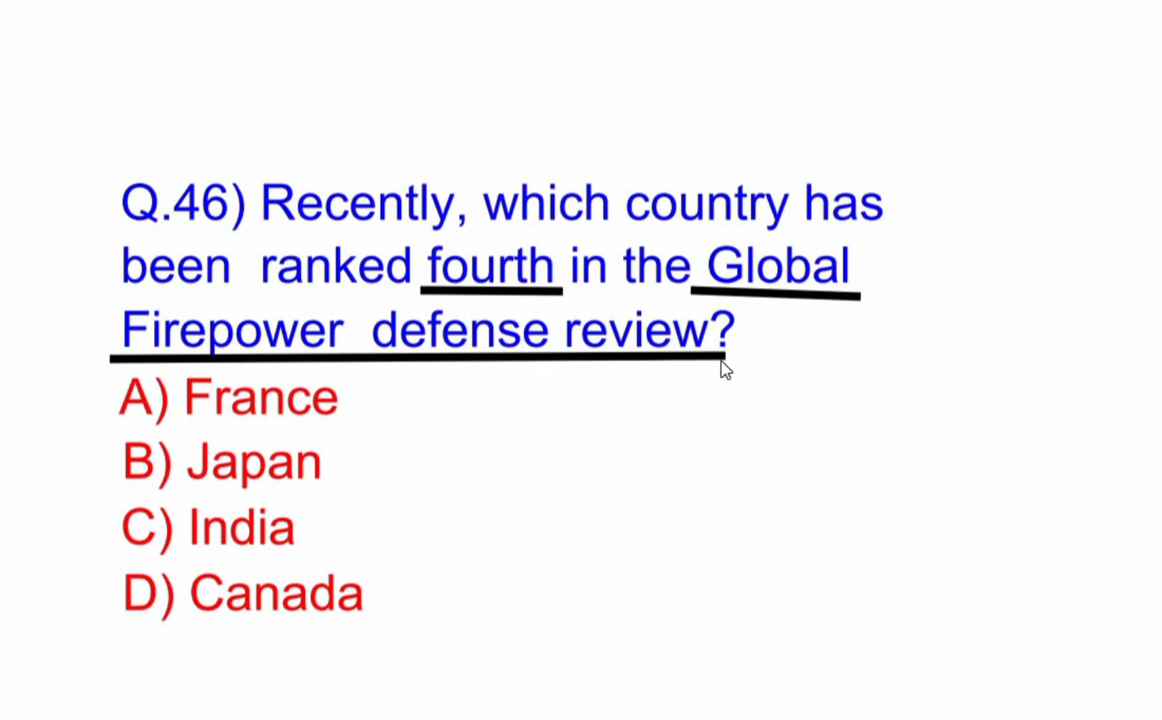 Q.46) Recently, which country has
been ranked fourth in the Global
Firepower defense review?
A) France
B) Japan
C) India
D) Canada